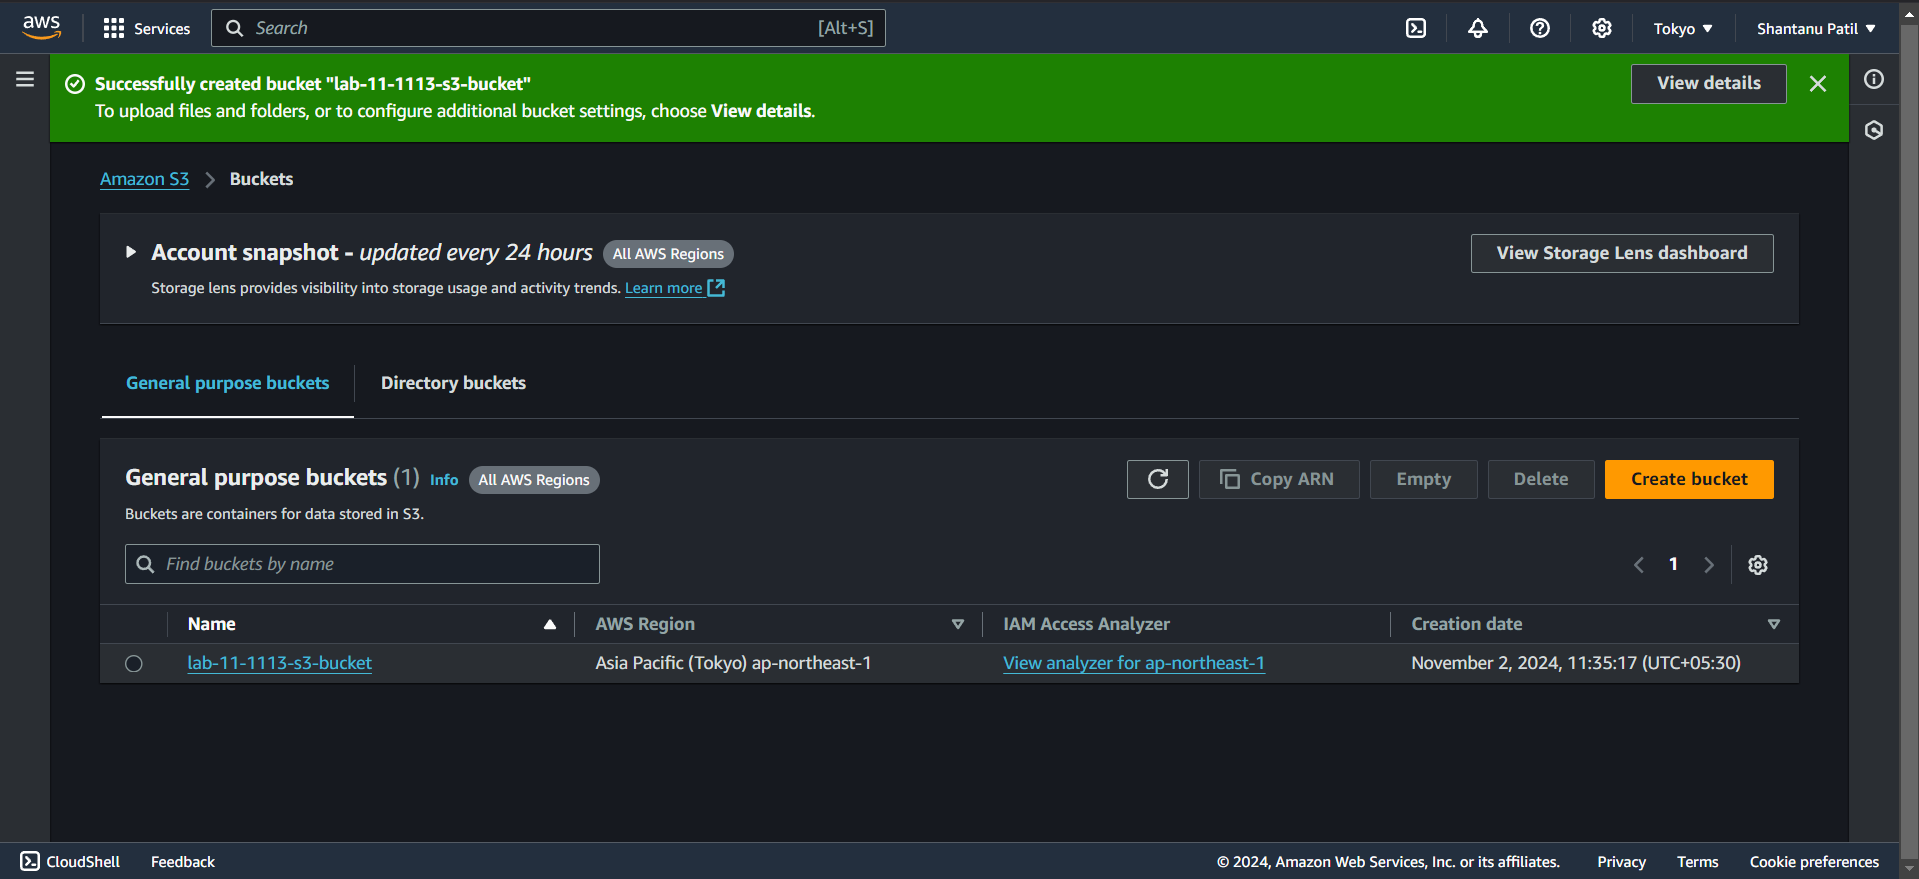 aws Services Search [Alt+S] Tokyo Shantanu Patil
Successfully created bucket "lab-11-1113-s3-bucket"
To upload files and folders, or to configure additional bucket settings, choose View details.
View details
Amazon S3 > Buckets
Account snapshot - updated every 24 hours All AWS Regions
Storage lens provides visibility into storage usage and activity trends. Learn more
View Storage Lens dashboard
General purpose buckets Directory buckets
General purpose buckets (1) Info All AWS Regions
Copy ARN Empty Delete Create bucket
Buckets are containers for data stored in S3.
Find buckets by name
1
Name AWS Region IAM Access Analyzer Creation date
lab-11-1113-s3-bucket Asia Pacific (Tokyo) ap-northeast-1 View analyzer for ap-northeast-1 November 2, 2024, 11:35:17 (UTC+05:30)
CloudShell Feedback © 2024, Amazon Web Services, Inc. or its affiliates. Privacy Terms Cookie preferences